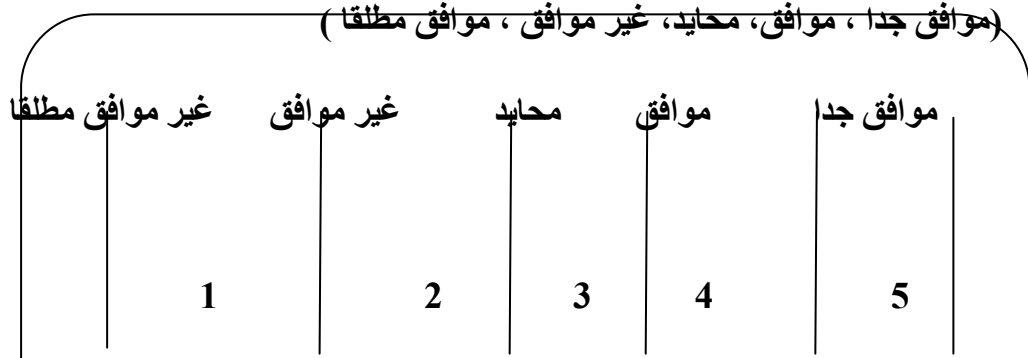 (موافق جدا ، موافق، محايد، غير موافق ، موافق مطلقا )
موافق جدا موافق محايد غير موافق غير موافق مطلقا
5 4 3 2 1